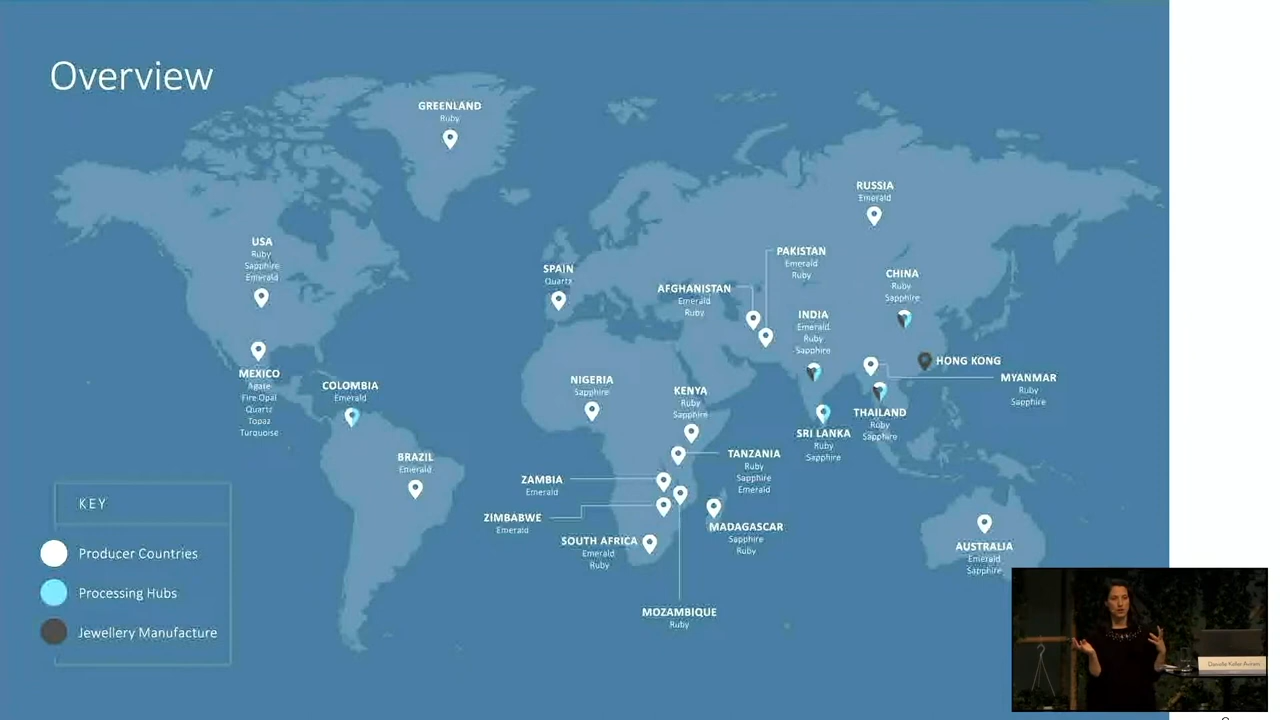 Overview
GREENLAND
Ruby
RUSSIA
Emerald
USA
Ruby
Sapphire
Emerald
SPAIN
Quartz
PAKISTAN
Emerald
Ruby
AFGHANISTAN
Emerald
Ruby
CHINA
Ruby
Sapphire
INDIA
Emerald
Ruby
Sapphire
HONG KONG
MYANMAR
Ruby
Sapphire
MEXICO
Agate
Fire Opal
Quartz
Topaz
Turquoise
COLOMBIA
Emerald
NIGERIA
Sapphire
KENYA
Ruby
Sapphire
THAILAND
Ruby
Sapphire
SRI LANKA
Ruby
Sapphire
BRAZIL
Emerald
TANZANIA
Ruby
Sapphire
Emerald
ZAMBIA
Emerald
ZIMBABWE
Emerald
MADAGASCAR
Sapphire
Ruby
SOUTH AFRICA
Emerald
Ruby
AUSTRALIA
Emerald
Sapphire
MOZAMBIQUE
Ruby
KEY
Producer Countries
Processing Hubs
Jewellery Manufacture